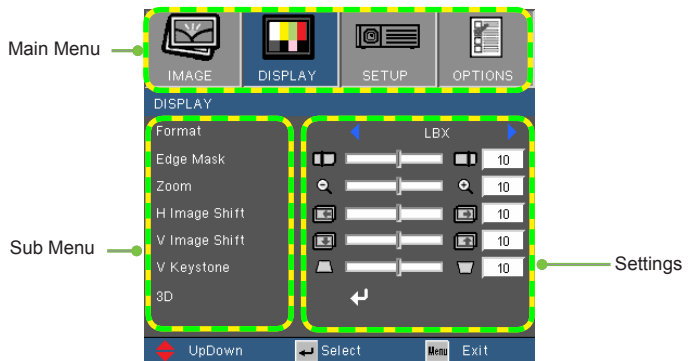 Main Menu
IMAGE DISPLAY SETUP OPTIONS
DISPLAY
Format LBX
Edge Mask 10
Zoom 10
H Image Shift 10
Sub Menu
V Image Shift 10
V Keystone 10
Settings
3D
UpDown Select Menu Exit